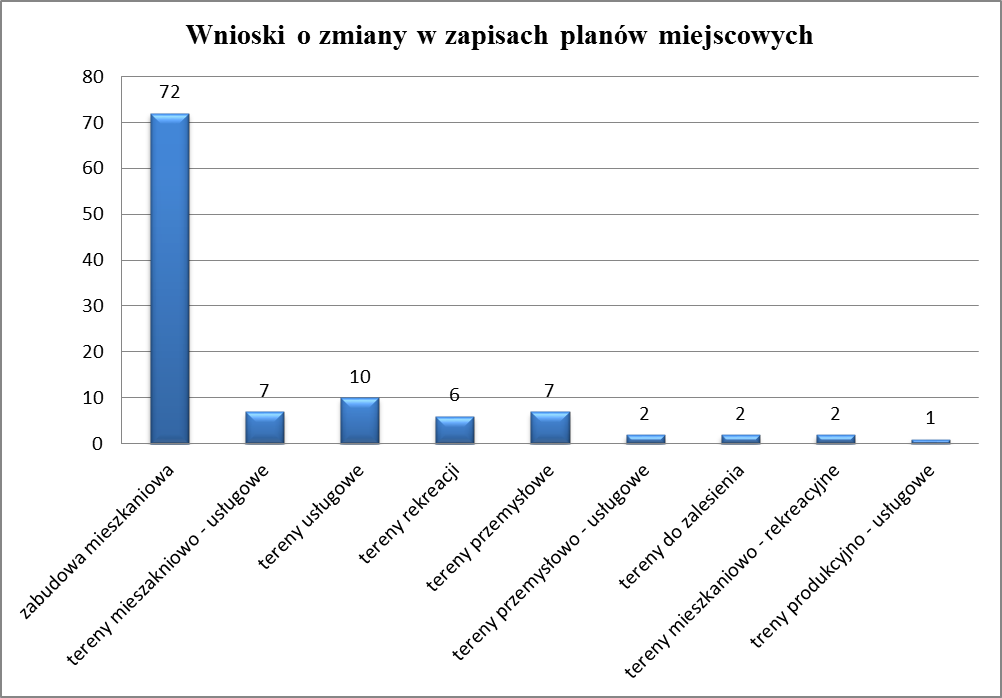 Wnioski o zmiany w zapisach planów miejscowych
80
70
60
50
40
30
20
10
0
72
7
10
6
7
2
2
2
1
zabudowa mieszkaniowa
tereny mieszakniowo - usługowe
tereny usługowe
tereny rekreacji
tereny przemysłowe
tereny przemysłowo - usługowe
tereny do zalesienia
tereny mieszkaniowo - rekreacyjne
treny produkcyjno - usługowe